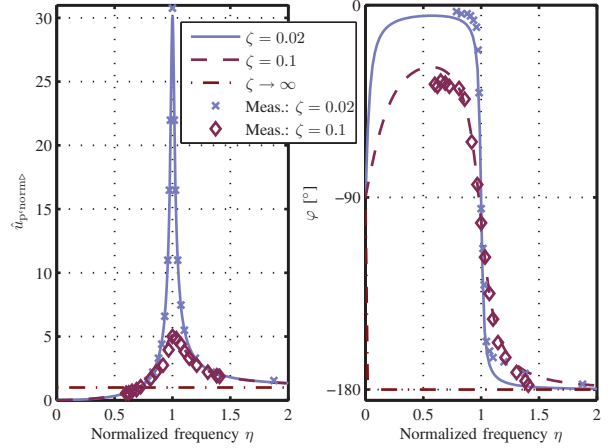 30
25
20
15
10
5
0
û_p‹norm›
0
0.5
1
1.5
2
Normalized frequency η
ζ = 0.02
ζ = 0.1
ζ → ∞
Meas.: ζ = 0.02
Meas.: ζ = 0.1
0
−90
−180
φ [°]
0
0.5
1
1.5
2
Normalized frequency η